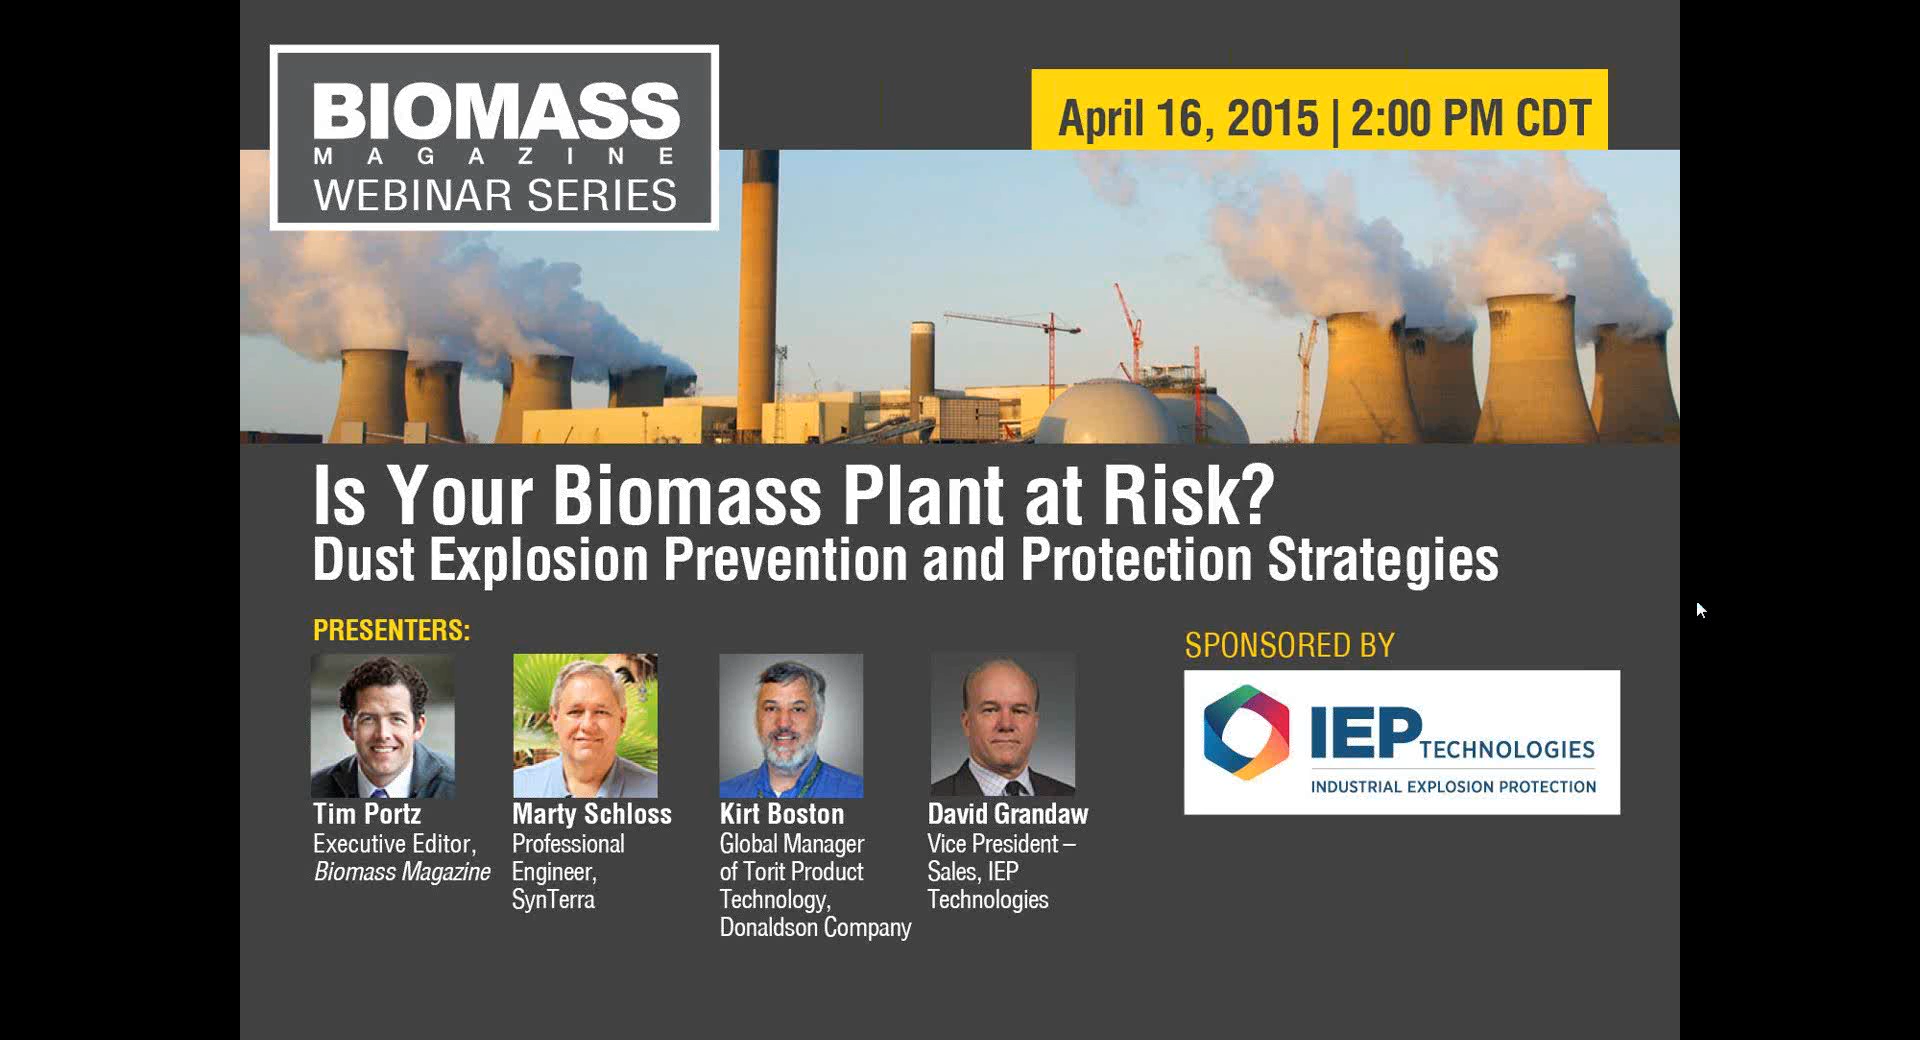 BIOMASS
MAGAZINE
WEBINAR SERIES
April 16, 2015 | 2:00 PM CDT
Is Your Biomass Plant at Risk?
Dust Explosion Prevention and Protection Strategies
PRESENTERS:
Tim Portz
Executive Editor,
Biomass Magazine
Marty Schloss
Professional
Engineer,
SynTerra
Kirt Boston
Global Manager
of Torit Product
Technology,
Donaldson Company
David Grandaw
Vice President –
Sales, IEP
Technologies
SPONSORED BY
IEP TECHNOLOGIES
INDUSTRIAL EXPLOSION PROTECTION